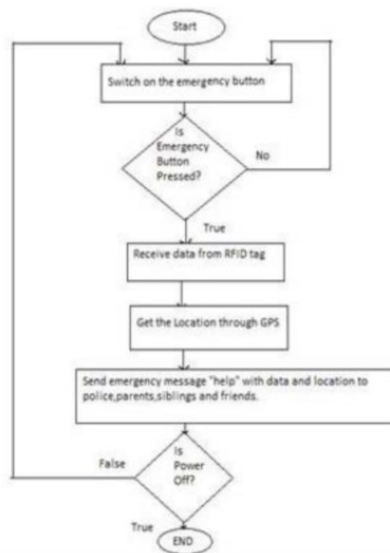 Start
Switch on the emergency button
Is
Emergency
Button
Pressed?
No
True
Receive data from RFID tag
Get the Location through GPS
Send emergency message "help" with data and location to
police,parents,siblings and friends.
False
Is
Power
Off?
True
END